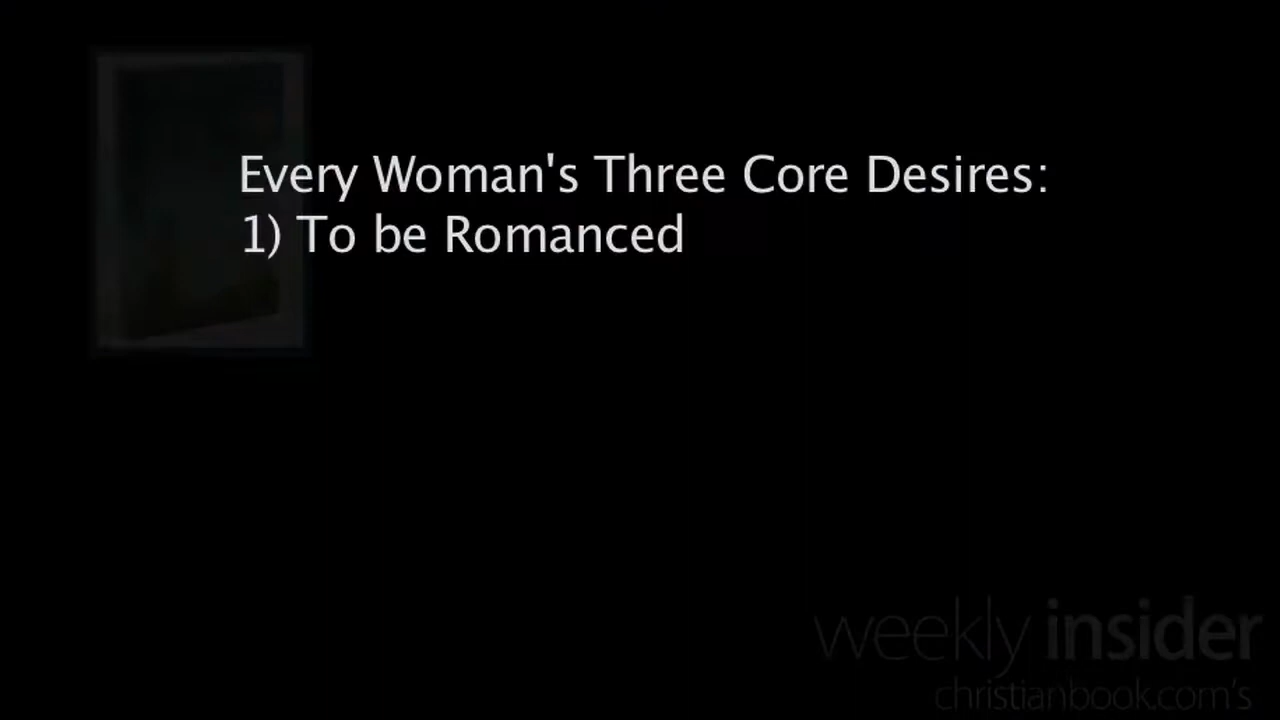 Every Woman's Three Core Desires:
1) To be Romanced
weekly insider
christianbook.com's